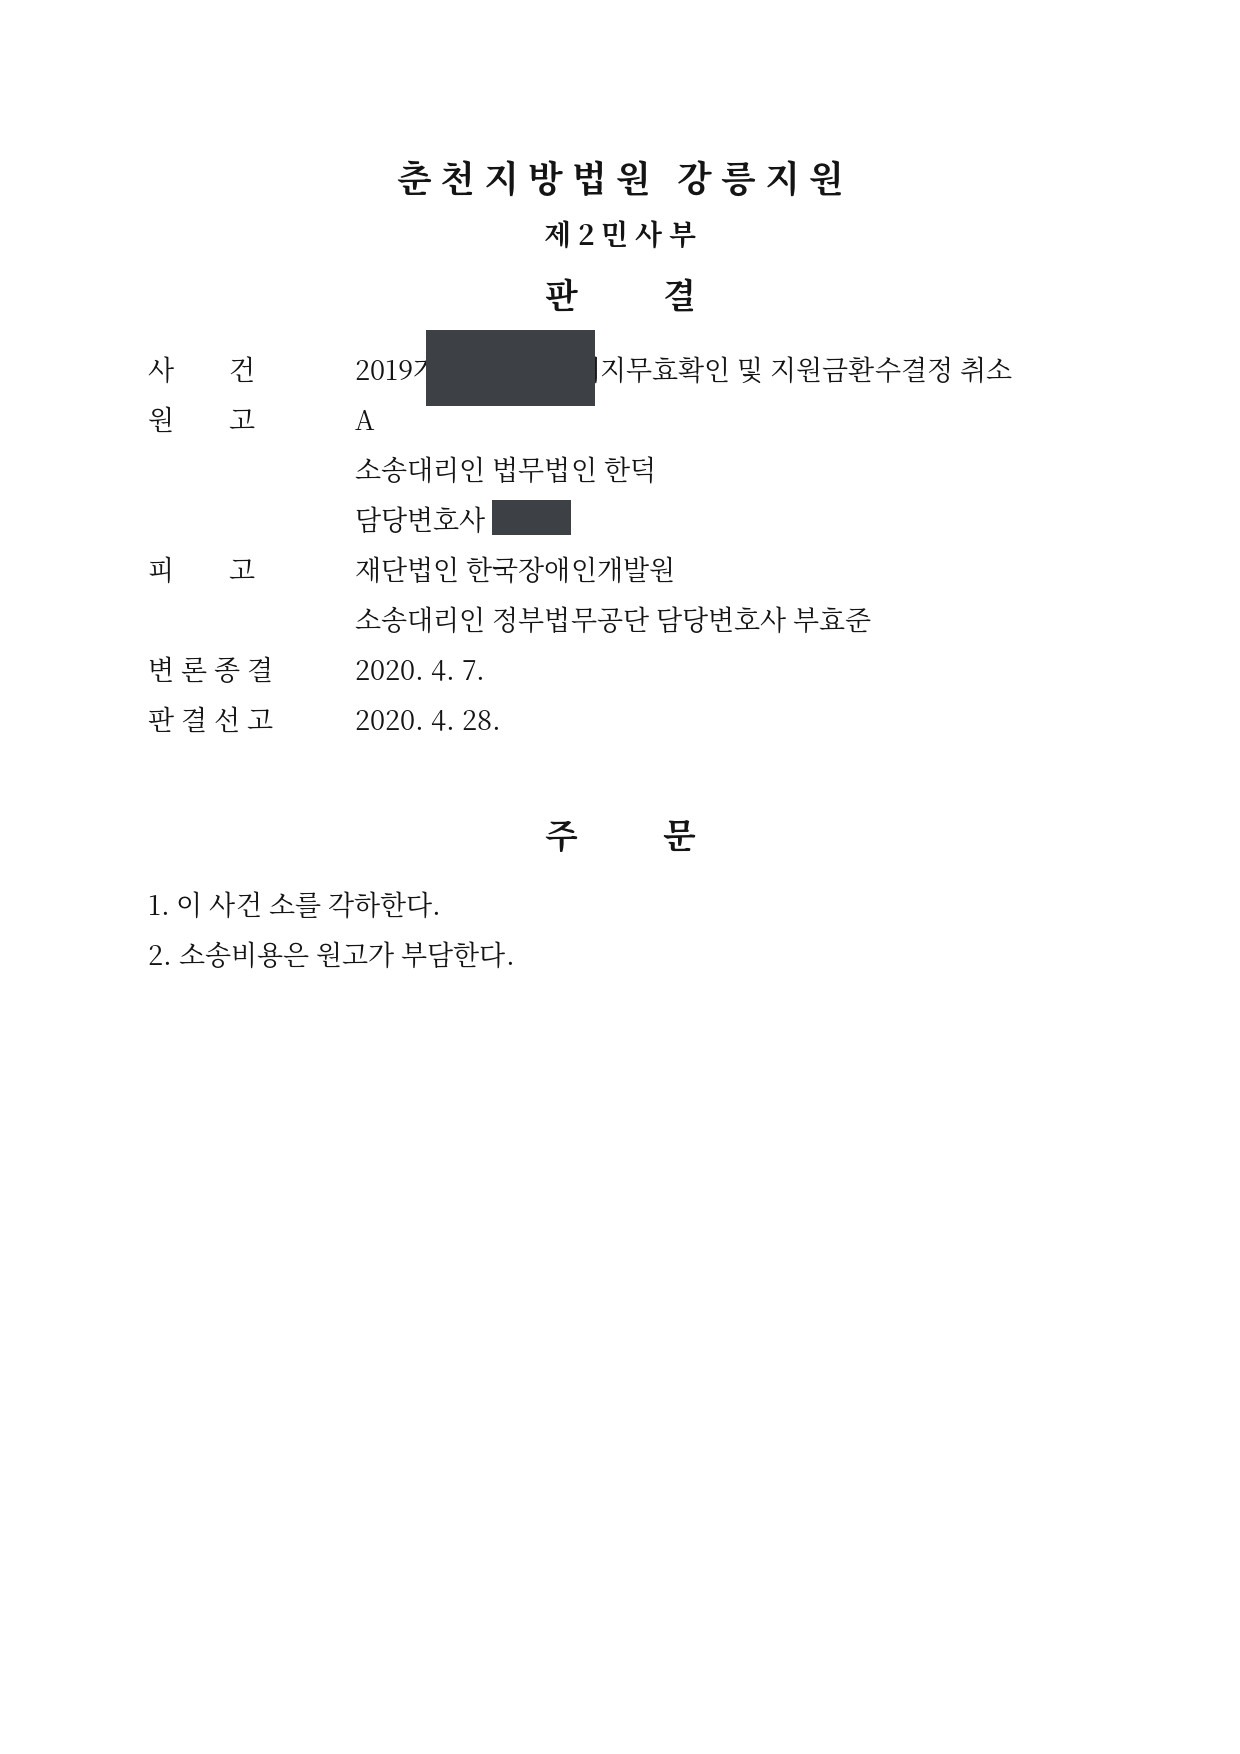 춘천지방법원 강릉지원
제2민사부
판 결
사 건 2019 지무효확인 및 지원금환수결정 취소
원 고 A
소송대리인 법무법인 한덕
담당변호사
피 고 재단법인 한국장애인개발원
소송대리인 정부법무공단 담당변호사 부효준
변론종결 2020. 4. 7.
판결선고 2020. 4. 28.
주 문
1. 이 사건 소를 각하한다.
2. 소송비용은 원고가 부담한다.